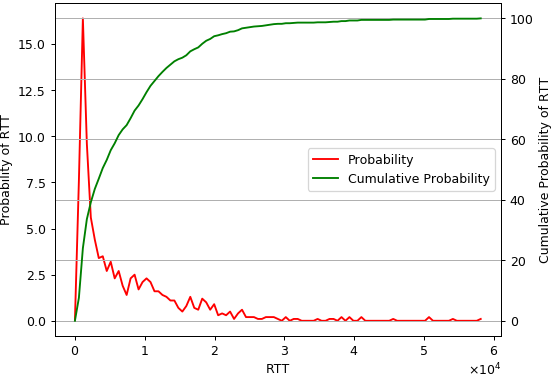 Probability of RTT
15.0
12.5
10.0
7.5
5.0
2.5
0.0
100
80
60
40
20
0
Cumulative Probability of RTT
Probability
Cumulative Probability
0 1 2 3 4 5 6
RTT
×10⁴